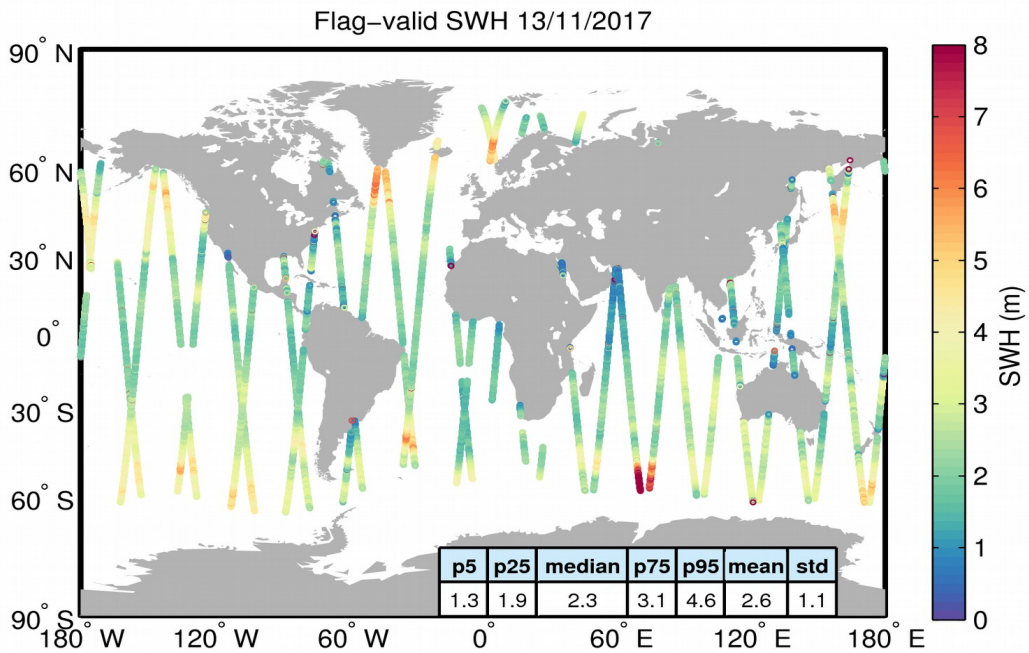 Flag−valid SWH 13/11/2017
90° N
60° N
30° N
0°
30° S
60° S
90° S
180° W
120° W
60° W
0°
60° E
120° E
180° E
p5 p25 median p75 p95 mean std
1.3 1.9 2.3 3.1 4.6 2.6 1.1
8
7
6
5
4
3
2
1
0
SWH (m)